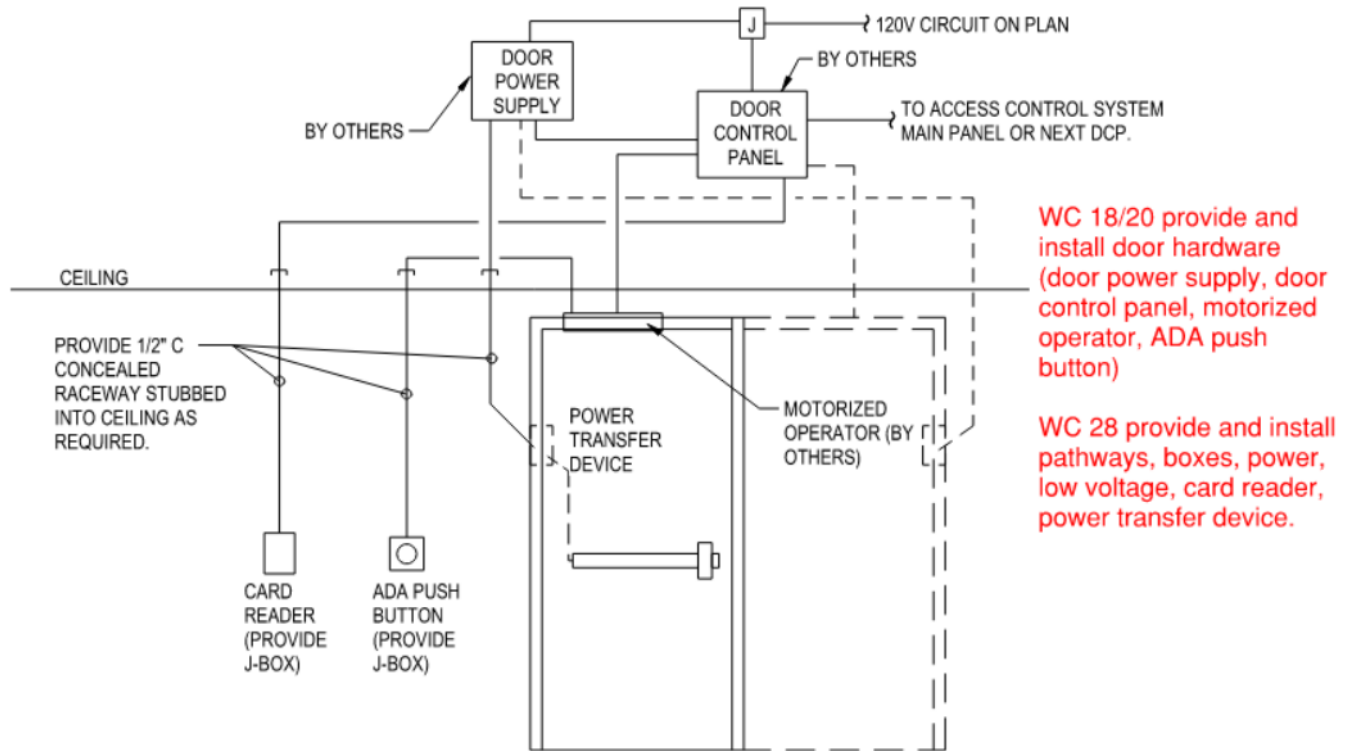 J
120V CIRCUIT ON PLAN
DOOR
POWER
SUPPLY
BY OTHERS
BY OTHERS
DOOR
CONTROL
PANEL
TO ACCESS CONTROL SYSTEM
MAIN PANEL OR NEXT DCP.
WC 18/20 provide and
install door hardware
(door power supply, door
control panel, motorized
operator, ADA push
button)
WC 28 provide and install
pathways, boxes, power,
low voltage, card reader,
power transfer device.
CEILING
PROVIDE 1/2" C
CONCEALED
RACEWAY STUBBED
INTO CEILING AS
REQUIRED.
POWER
TRANSFER
DEVICE
MOTORIZED
OPERATOR (BY
OTHERS)
CARD
READER
(PROVIDE
J-BOX)
ADA PUSH
BUTTON
(PROVIDE
J-BOX)